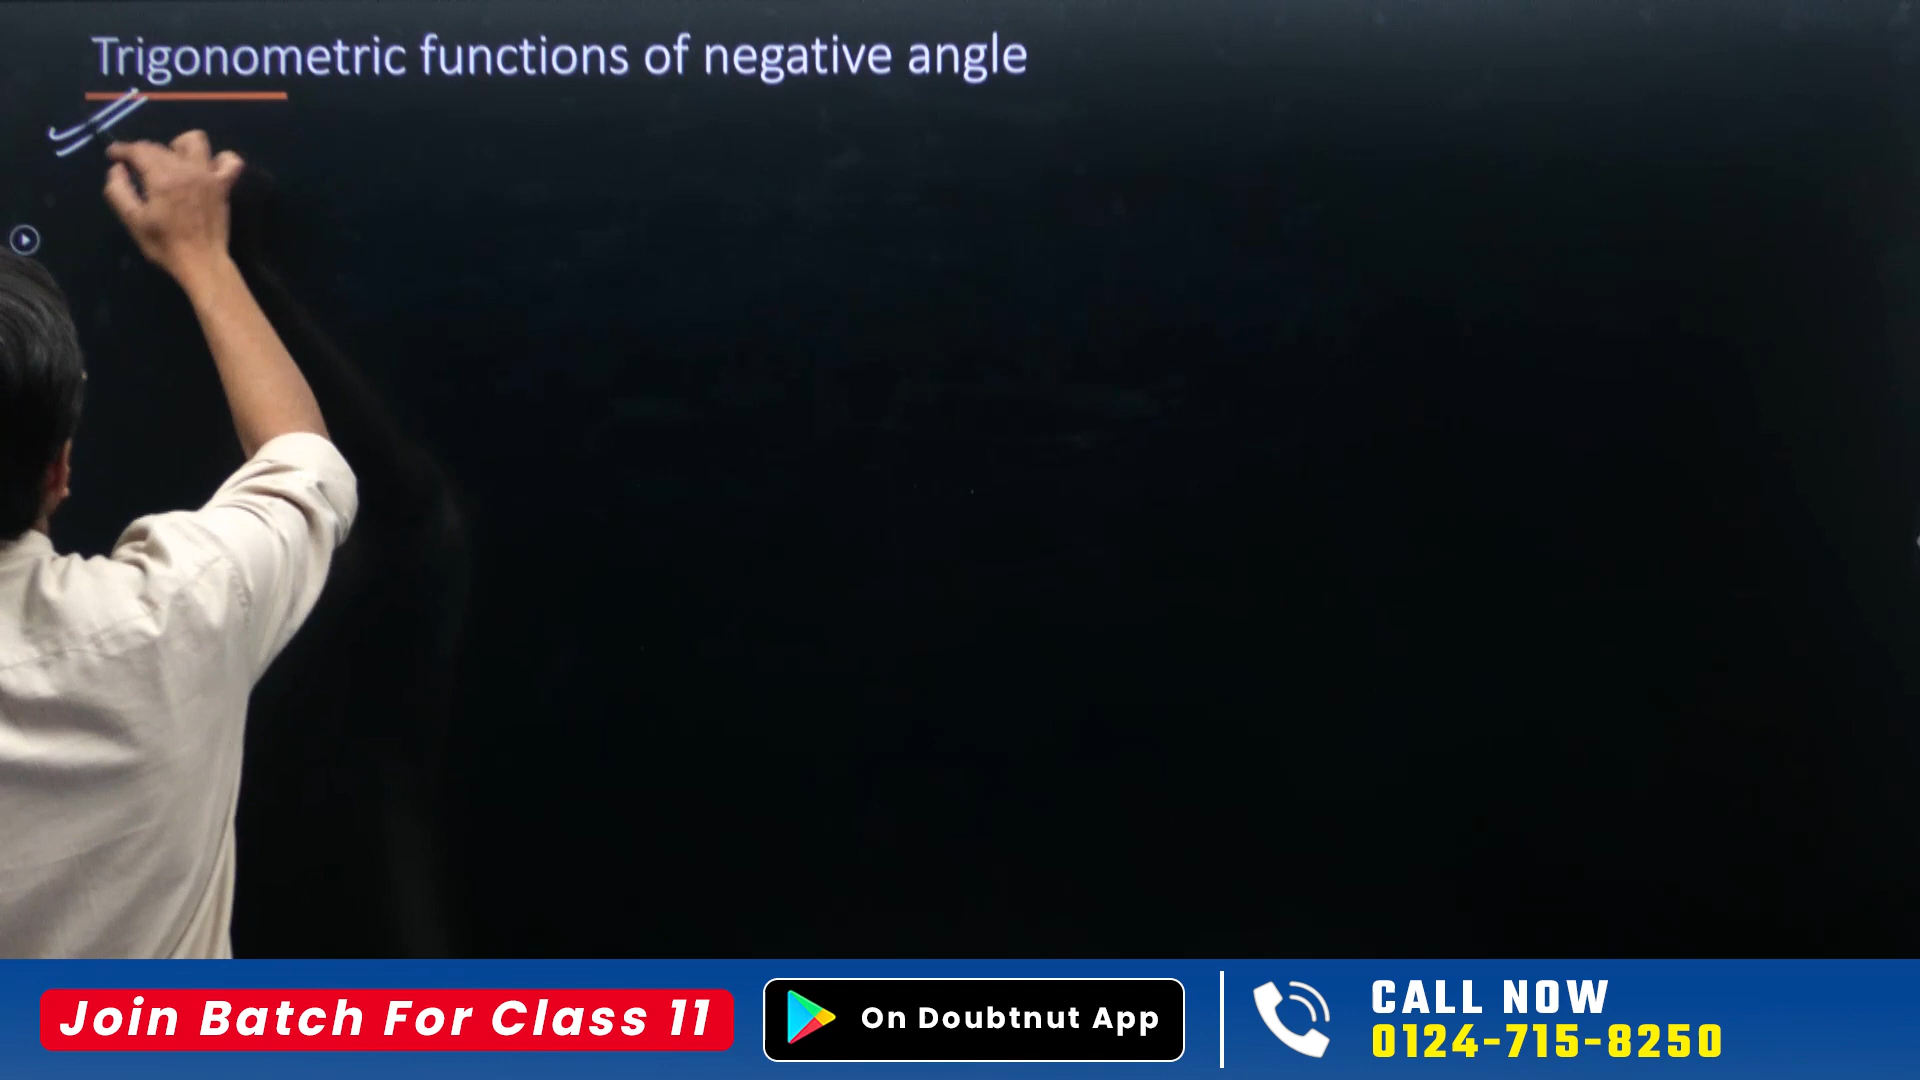 Trigonometric functions of negative angle
Join Batch For Class 11
On Doubtnut App
CALL NOW
0124-715-8250